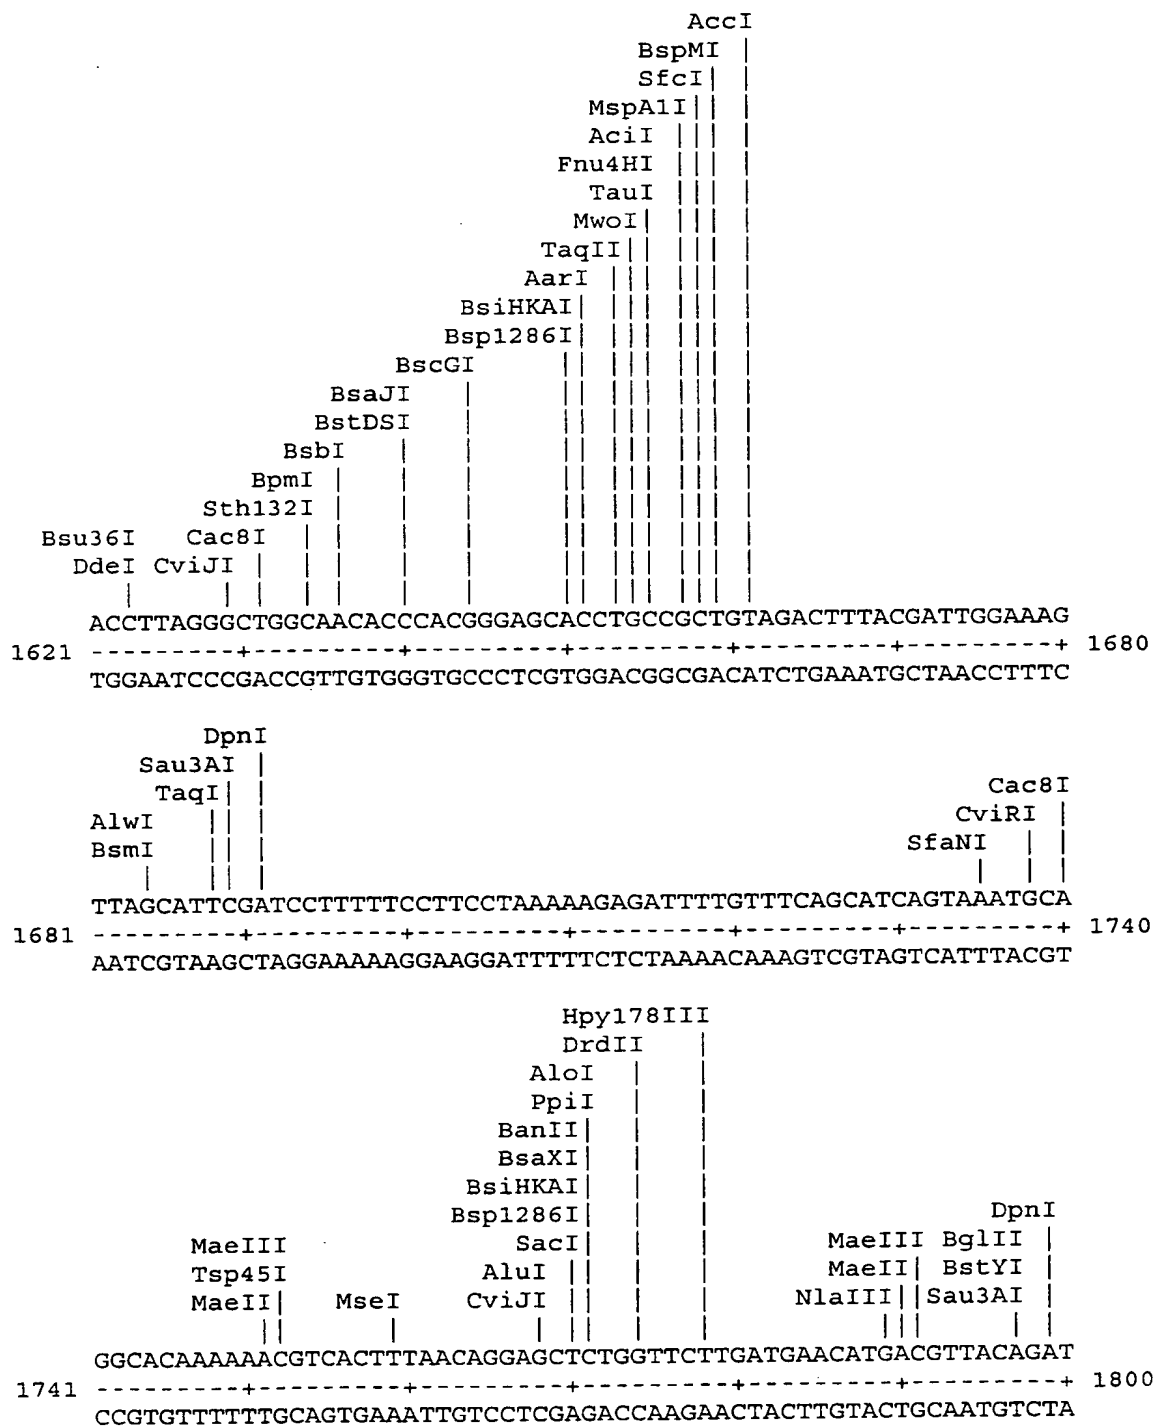 AccI
BspMI
SfcI
MspA1I
AciI
Fnu4HI
TauI
MwoI
TaqII
AarI
BsiHKAI
Bsp1286I
BscGI
BsaJI
BstDSI
BsbI
BpmI
Sth132I
Bsu36I Cac8I
DdeI CviJI
ACCTTAGGGCTGGCAACACCCACGGGAGCACCTGCCGCTGTAGACTTTACGATTGGAAAG
1621 ---------+---------+---------+---------+---------+---------+ 1680
TGGAATCCCGACCGTTGTGGGTGCCCTCGTGGACGGCGACATCTGAAATGCTAACCTTTC
DpnI
Sau3AI
TaqI Cac8I
AlwI CviRI
BsmI SfaNI
TTAGCATTCGATCCTTTTTCCTTCCTAAAAAGAGATTTTGTTTCAGCATCAGTAAATGCA
1681 ---------+---------+---------+---------+---------+---------+ 1740
AATCGTAAGCTAGGAAAAAGGAAGGATTTTTCTCTAAAACAAAGTCGTAGTCATTTACGT
Hpy178III
DrdII
AloI
PpiI
BanII
BsaXI
BsiHKAI
Bsp1286I DpnI
MaeIII SacI MaeIII BglII
Tsp45I AluI MaeII BstYI
MaeII MseI CviJI NlaIII Sau3AI
GGCACAAAAAACGTCACTTTAACAGGAGCTCTGGTTCTTGATGAACATGACGTTACAGAT
1741 ---------+---------+---------+---------+---------+---------+ 1800
CCGTGTTTTTTGCAGTGAAATTGTCCTCGAGACCAAGAACTACTTGTACTGCAATGTCTA